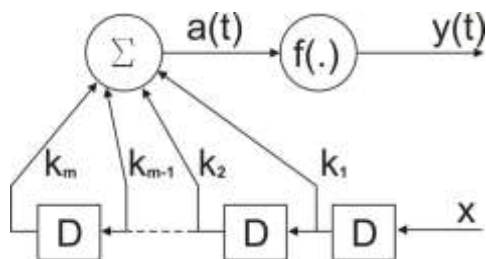 Σ a(t) f(.) y(t)
km km-1 k2 k1
D D D x